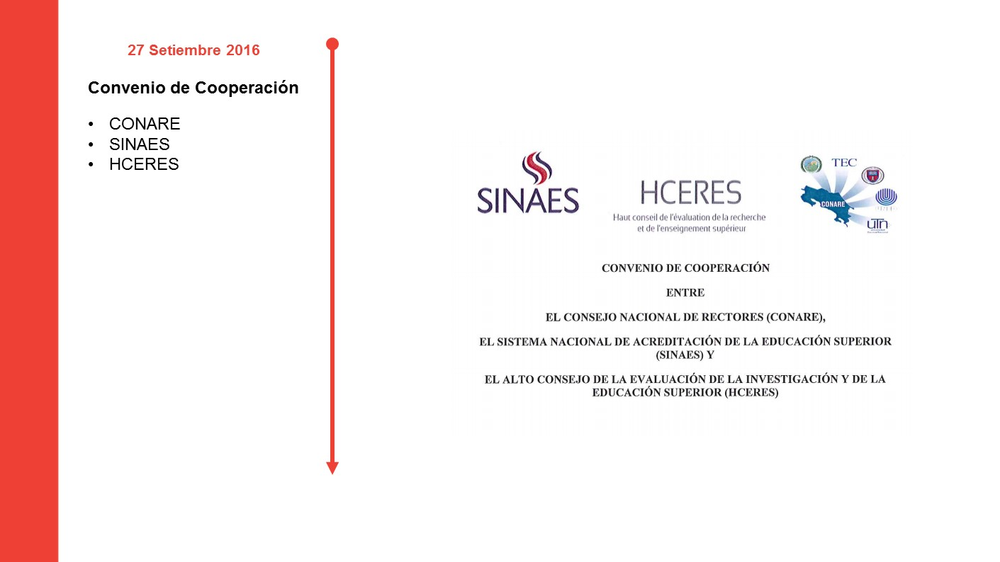 27 Setiembre 2016
Convenio de Cooperación
• CONARE
• SINAES
• HCERES
SINAES
HCERES
Haut conseil de l'évaluation de la recherche
et de l'enseignement supérieur
TEC
CONARE
UTN
CONVENIO DE COOPERACIÓN
ENTRE
EL CONSEJO NACIONAL DE RECTORES (CONARE),
EL SISTEMA NACIONAL DE ACREDITACIÓN DE LA EDUCACIÓN SUPERIOR
(SINAES) Y
EL ALTO CONSEJO DE LA EVALUACIÓN DE LA INVESTIGACIÓN Y DE LA
EDUCACIÓN SUPERIOR (HCERES)